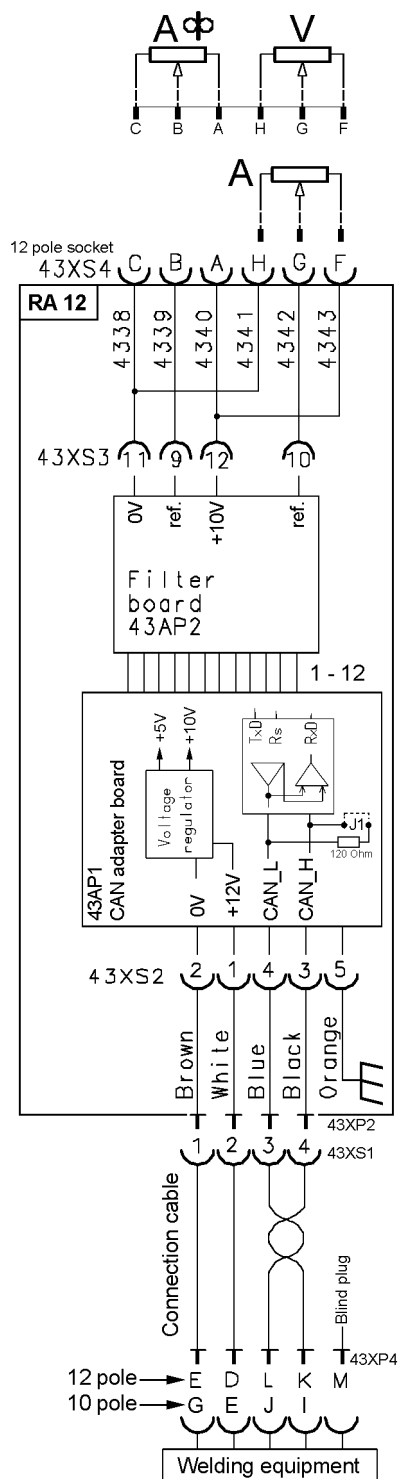 A ф V
C B A H G F
A
12 pole socket
43XS4 C B A H G F
RA 12
4338 4339 4340 4341 4342 4343
43XS3 11 9 12 10
0V ref. +10V ref.
Filter
board
43AP2
1 - 12
+5V +10V
TxD Rs RxD
Voltage
regulator
J1
120 Ohm
43AP1
CAN adapter board
0V +12V CAN_L CAN_H
43XS2 2 1 4 3 5
Brown White Blue Black Orange
43XP2
1 2 3 4 43XS1
Connection cable
Blind plug
43XP4
12 pole E D L K M
10 pole G E J I
Welding equipment